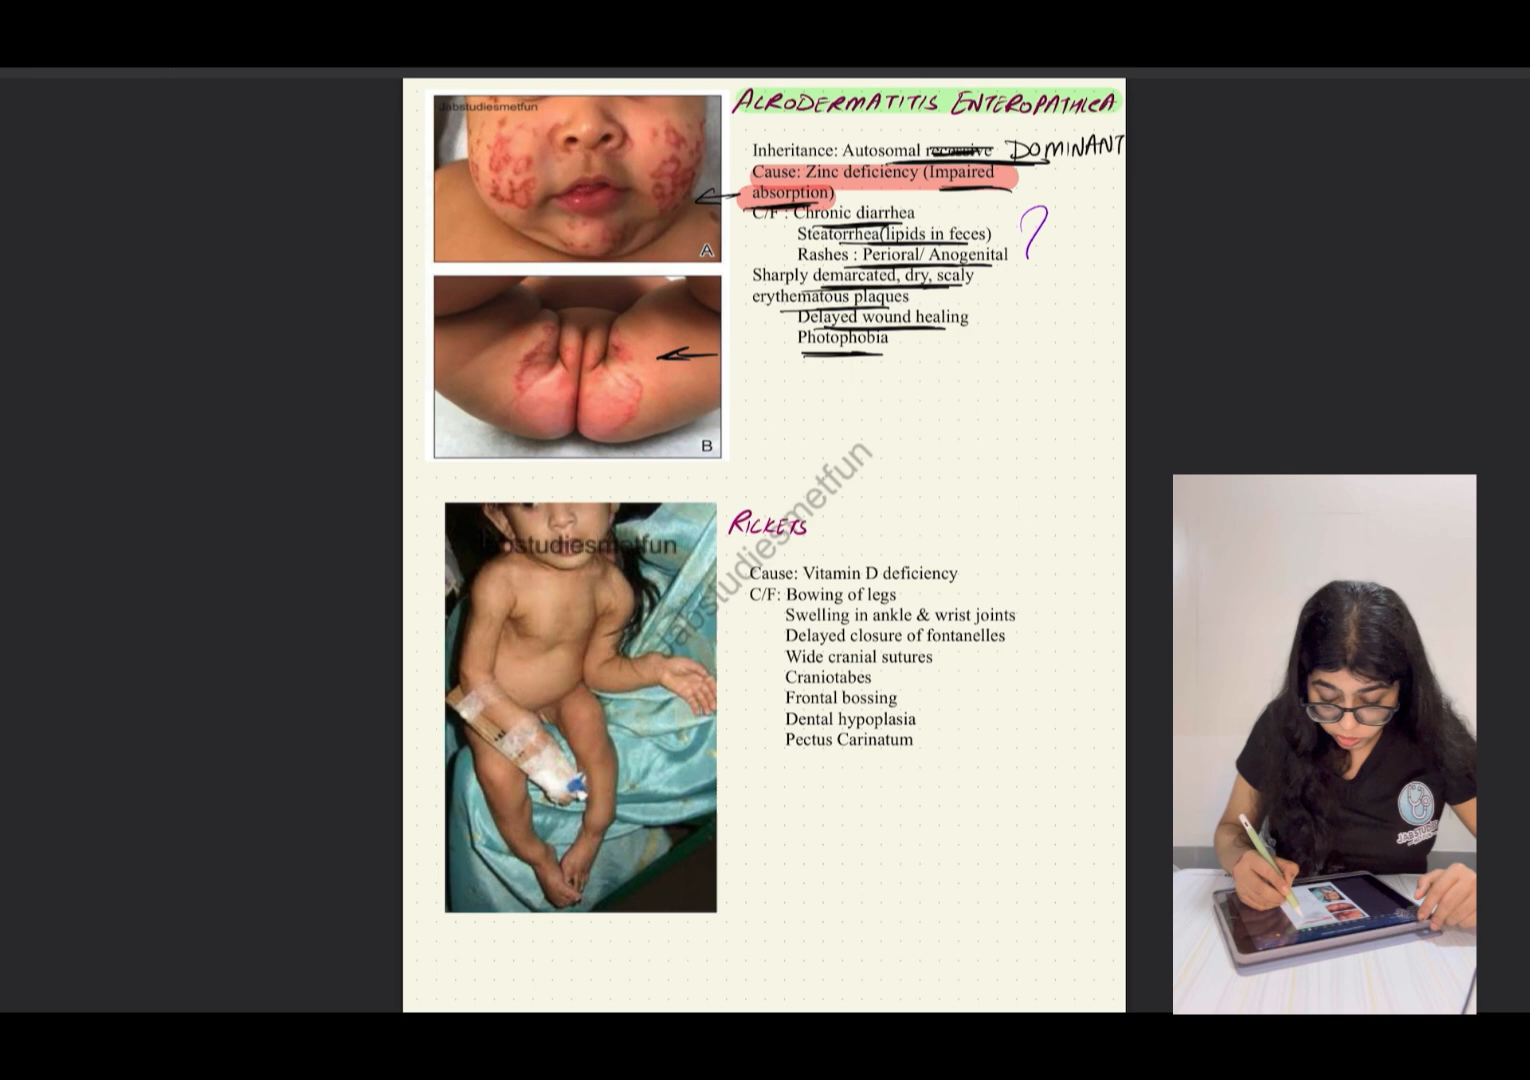 Jabstudiesmetfun
ACRODERMATITIS ENTEROPATHICA
Inheritance: Autosomal recessive DOMINANT
Cause: Zinc deficiency (Impaired
absorption)
C/F : Chronic diarrhea
Steatorrhea(lipids in feces)
Rashes : Perioral/ Anogenital
?
Sharply demarcated, dry, scaly
erythematous plaques
Delayed wound healing
Photophobia
A
B
Jabstudiesmetfun
Jabstudiesmetfun
RICKETS
Cause: Vitamin D deficiency
C/F: Bowing of legs
Swelling in ankle & wrist joints
Delayed closure of fontanelles
Wide cranial sutures
Craniotabes
Frontal bossing
Dental hypoplasia
Pectus Carinatum